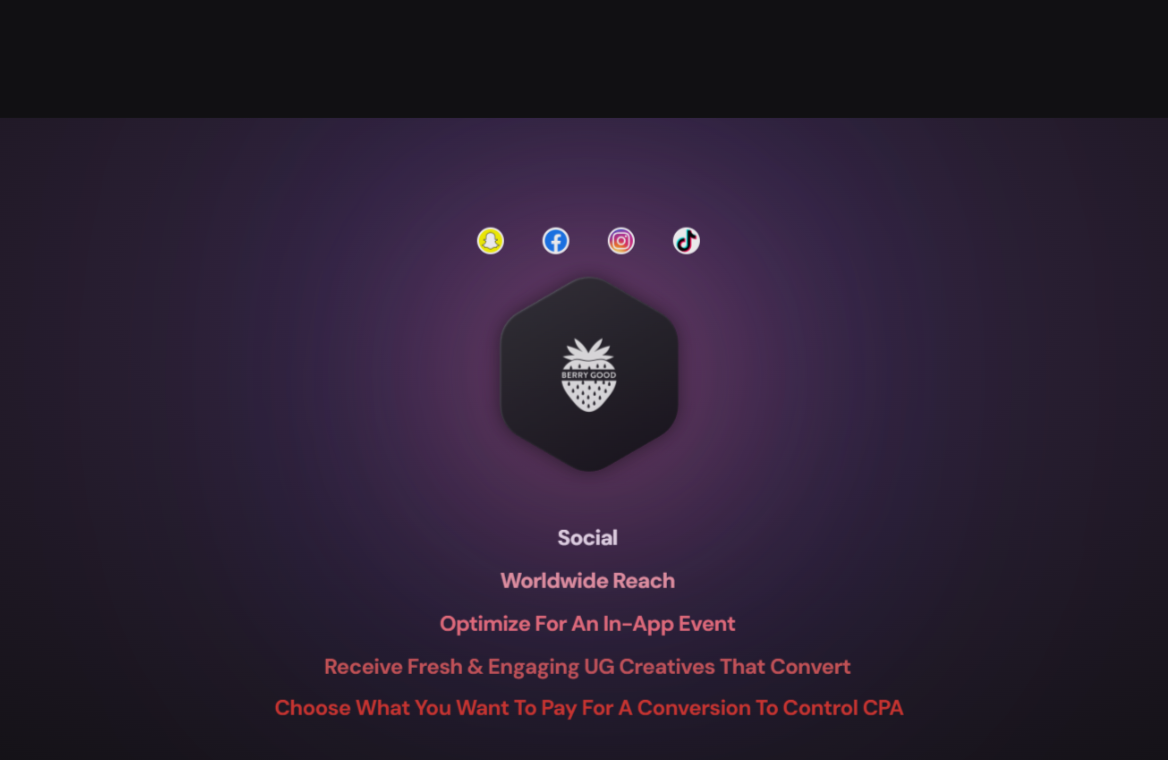 BERRY GOOD
Social
Worldwide Reach
Optimize For An In-App Event
Receive Fresh & Engaging UG Creatives That Convert
Choose What You Want To Pay For A Conversion To Control CPA